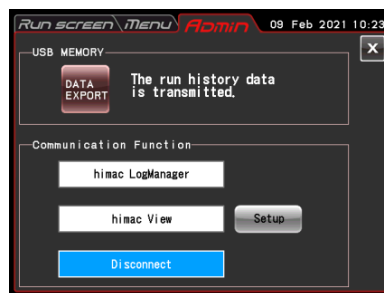 Run screen Menu Admin 09 Feb 2021 10:23
X
USB MEMORY
DATA
EXPORT
The run history data
is transmitted.
Communication Function
himac LogManager
himac View
Setup
Disconnect